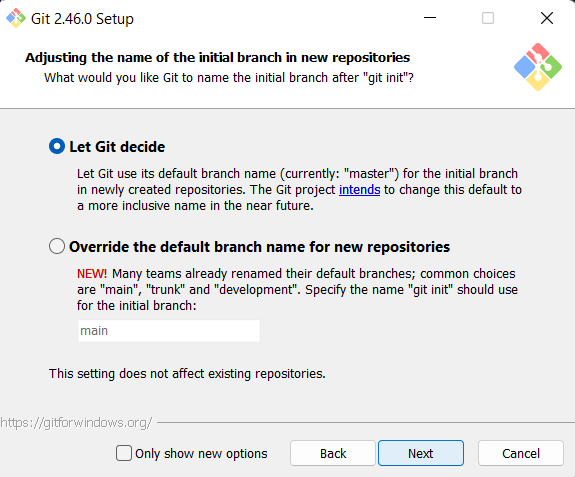 Git 2.46.0 Setup
Adjusting the name of the initial branch in new repositories
What would you like Git to name the initial branch after "git init"?
Let Git decide
Let Git use its default branch name (currently: "master") for the initial branch
in newly created repositories. The Git project intends to change this default to
a more inclusive name in the near future.
Override the default branch name for new repositories
NEW! Many teams already renamed their default branches; common choices
are "main", "trunk" and "development". Specify the name "git init" should use
for the initial branch:
main
This setting does not affect existing repositories.
https://gitforwindows.org/
Only show new options
Back
Next
Cancel